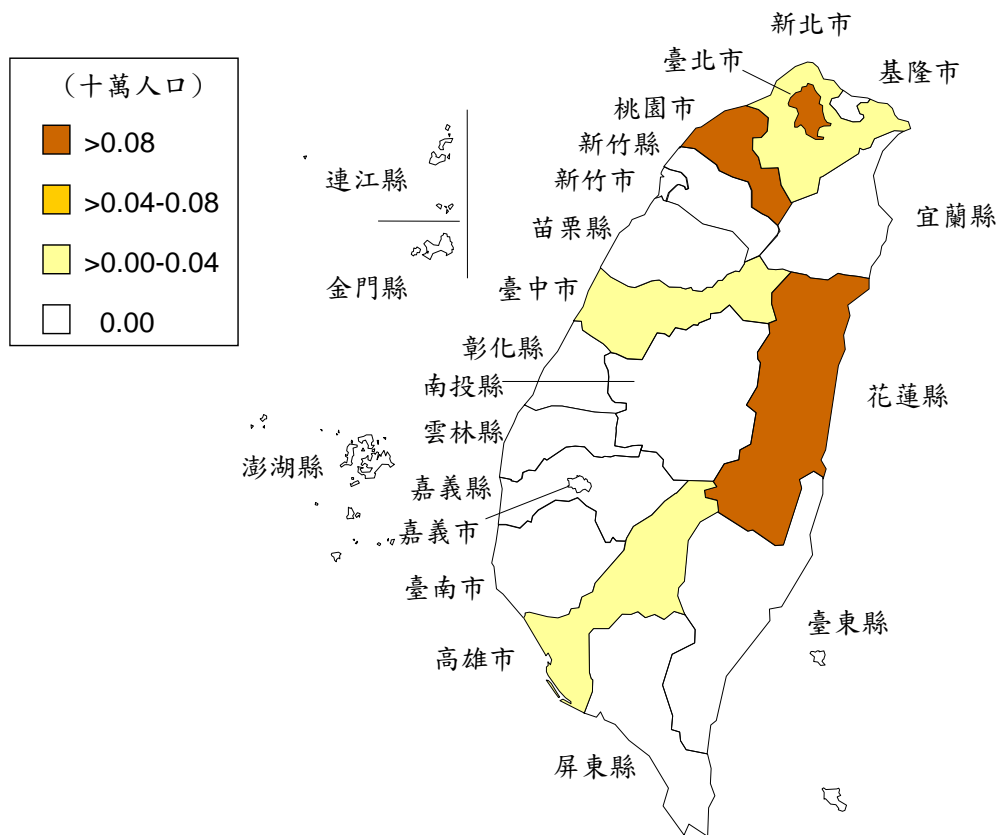 (十萬人口)
>0.08
>0.04-0.08
>0.00-0.04
0.00
新北市
臺北市
基隆市
桃園市
新竹縣
新竹市
連江縣
苗栗縣
宜蘭縣
金門縣
臺中市
彰化縣
南投縣
花蓮縣
雲林縣
澎湖縣
嘉義縣
嘉義市
臺南市
臺東縣
高雄市
屏東縣